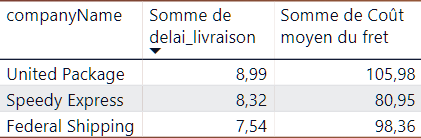 companyName Somme de delai_livraison Somme de Coût moyen du fret
United Package 8,99 105,98
Speedy Express 8,32 80,95
Federal Shipping 7,54 98,36